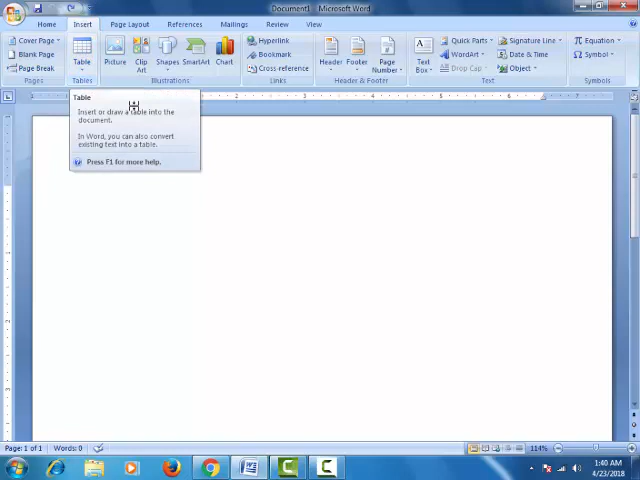 Document1 - Microsoft Word
Home Insert Page Layout References Mailings Review View
Cover Page
Blank Page
Page Break
Pages
Table
Tables
Picture
Clip Art
Shapes
SmartArt
Chart
Illustrations
Hyperlink
Bookmark
Cross-reference
Links
Header
Footer
Page Number
Header & Footer
Text Box
Quick Parts
WordArt
Drop Cap
Signature Line
Date & Time
Object
Text
Equation
Symbol
Symbols
Table
Insert or draw a table into the
document.
In Word, you can also convert
existing text into a table.
Press F1 for more help.
Page: 1 of 1 Words: 0
114%
1:40 AM
4/23/2018